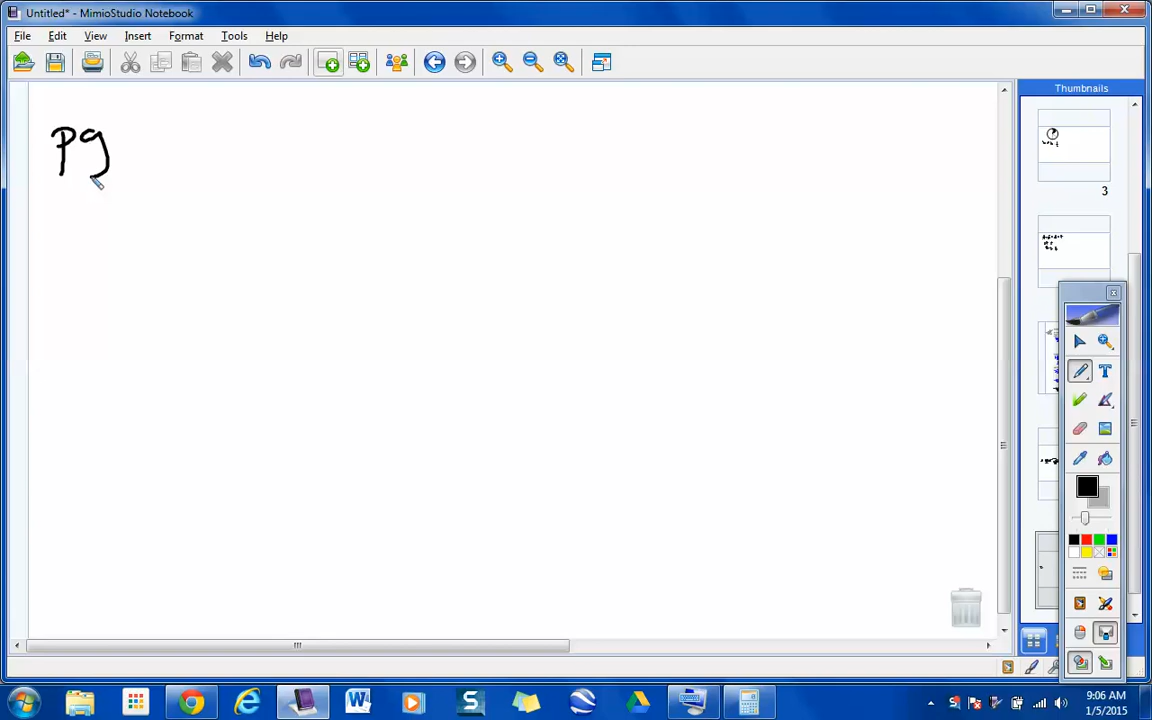 Untitled* - MimioStudio Notebook
File Edit View Insert Format Tools Help
Thumbnails
pg
3
T
9:06 AM
1/5/2015